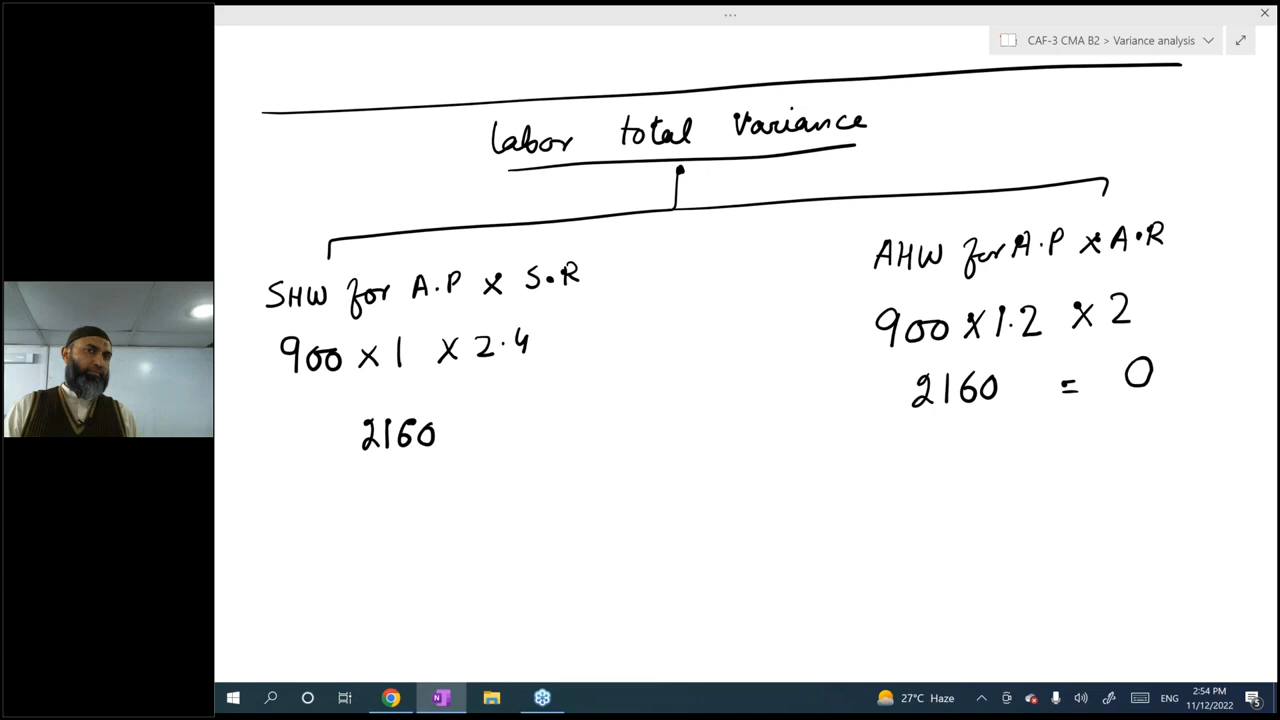 CAF-3 CMA B2 > Variance analysis
Labor total Variance
SHW for A.P x S.R
900 x 1 x 2.4
2160
AHW for A.P x A.R
900 x 1.2 x 2
2160 = 0
27°C Haze
ENG
2:54 PM
11/12/2022
5